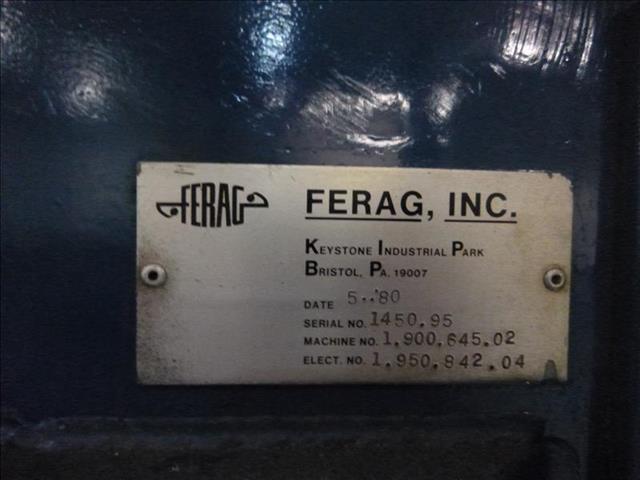 FERAG
FERAG, INC.
KEYSTONE INDUSTRIAL PARK
BRISTOL, PA. 19007
DATE 5..'80
SERIAL NO. 1450.95
MACHINE NO. 1.900.645.02
ELECT. NO. 1.950.842.04